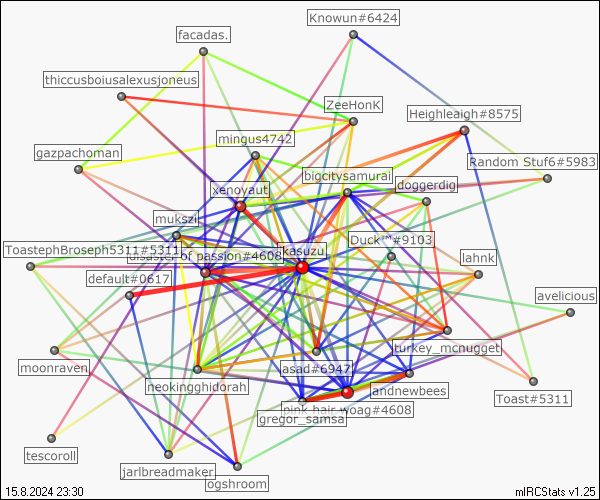 Knowun#6424
facadas.
thiccusboiusalexusjoneus
ZeeHonK
Heighleaigh#8575
mingus4742
gazpachoman
Random Stuf6#5983
bigcitysamurai
doggerdig
xenoyaut
mukszi
Duck™#9103
ToastephBroseph5311#5311
disaster of passion#4608
kasuzu
lahnk
default#0617
avelicious
turkey_mcnugget
moonraven
asad#6947
neokingghidorah
andnewbees
Toast#5311
pink hair woag#4608
gregor_samsa
tescoroll
jarlbreadmaker
ogshroom
15.8.2024 23:30
mIRCStats v1.25